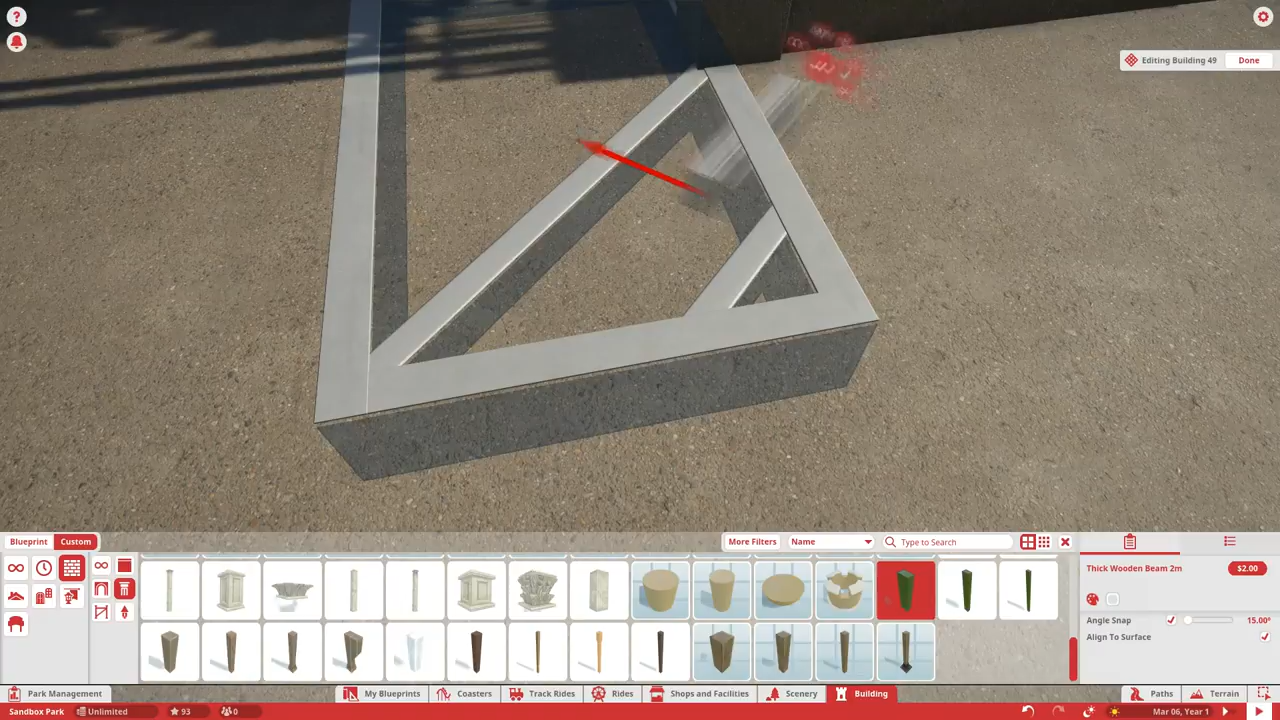 ?
Editing Building 49 Done
Blueprint Custom
More Filters Name Type to Search
Thick Wooden Beam 2m $2.00
Angle Snap 15.00°
Align To Surface
Park Management My Blueprints Coasters Track Rides Rides Shops and Facilities Scenery Building Paths Terrain
Sandbox Park Unlimited 93 0 Mar 06, Year 1